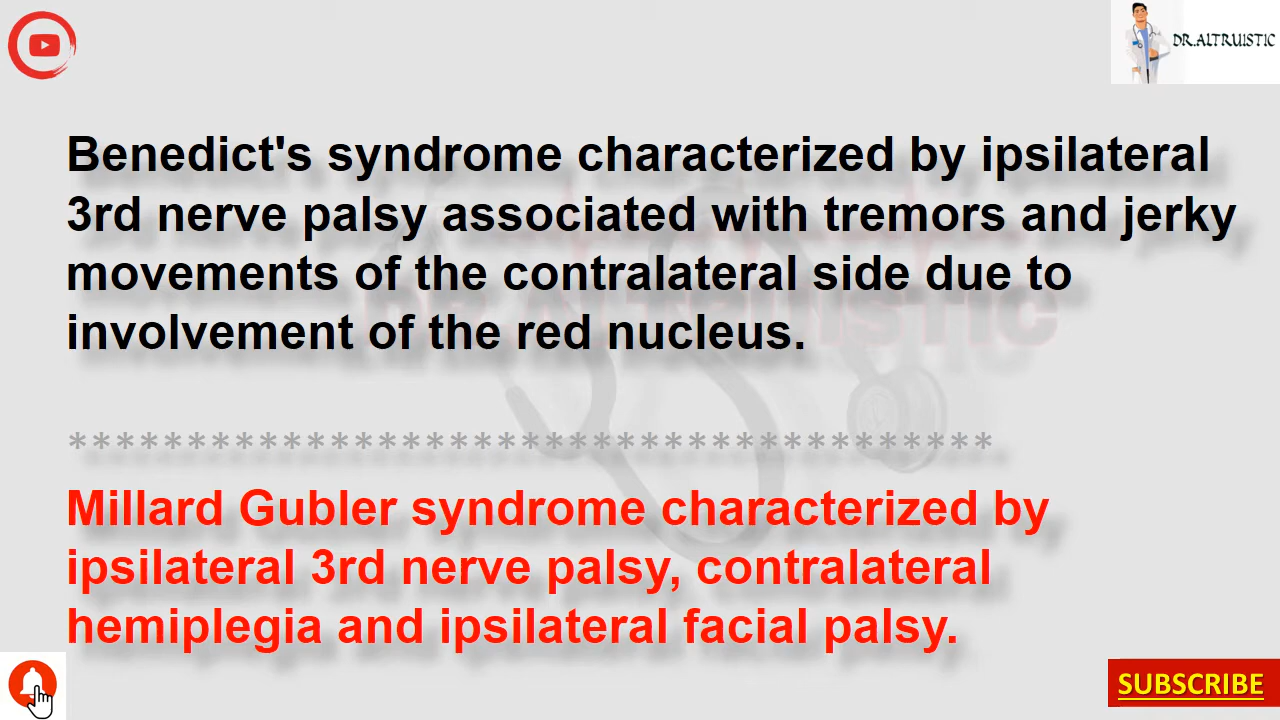 DR.ALTRUISTIC
Benedict's syndrome characterized by ipsilateral
3rd nerve palsy associated with tremors and jerky
movements of the contralateral side due to
involvement of the red nucleus.
***************************************
Millard Gubler syndrome characterized by
ipsilateral 3rd nerve palsy, contralateral
hemiplegia and ipsilateral facial palsy.
SUBSCRIBE